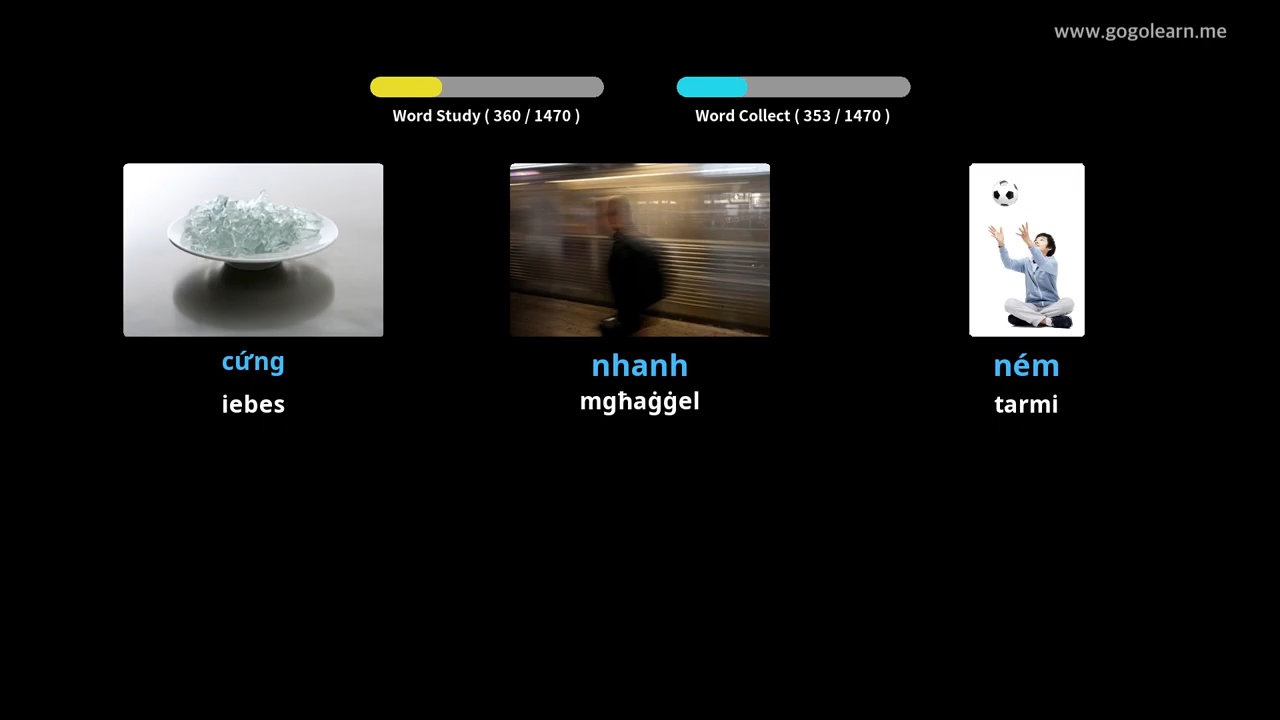 www.gogolearn.me
Word Study ( 360 / 1470 )
Word Collect ( 353 / 1470 )
cứng
nhanh
ném
iebes
mgħaġġel
tarmi